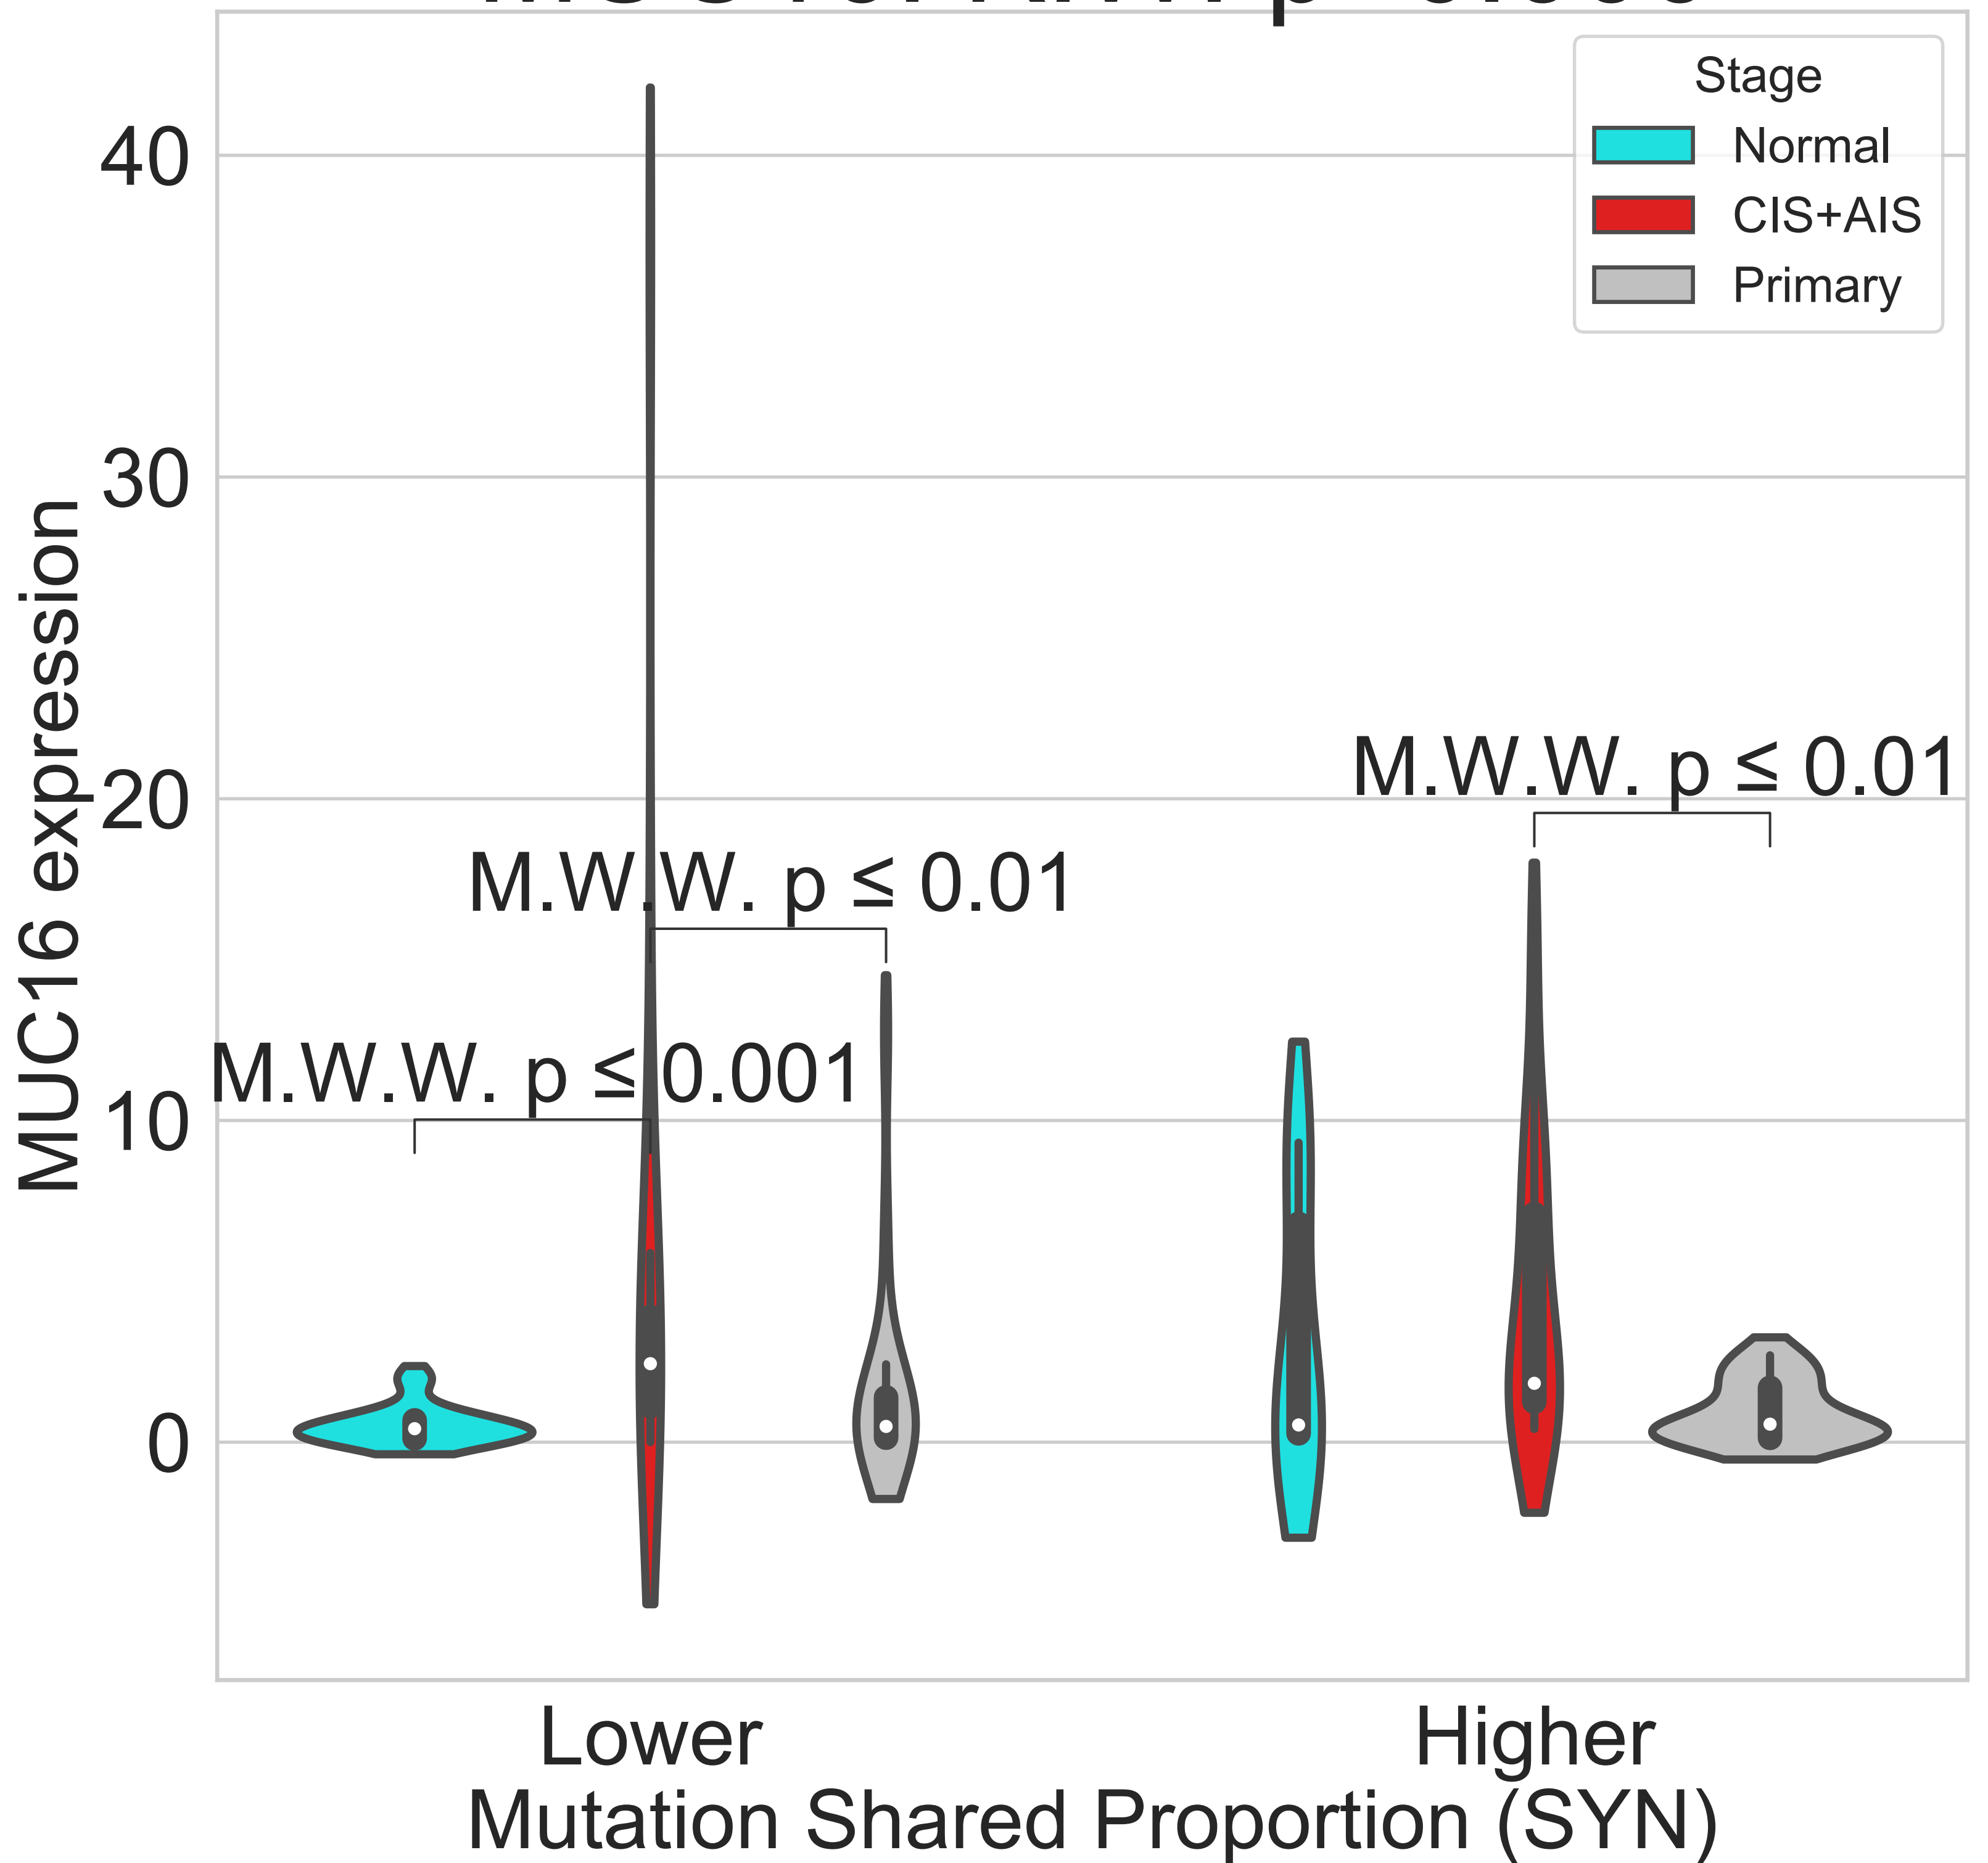 Stage
Normal
CIS+AIS
Primary
40
30
20
10
0
MUC16 expression
M.W.W. p ≤ 0.01
M.W.W. p ≤ 0.01
M.W.W. p ≤ 0.001
Lower
Higher
Mutation Shared Proportion (SYN)